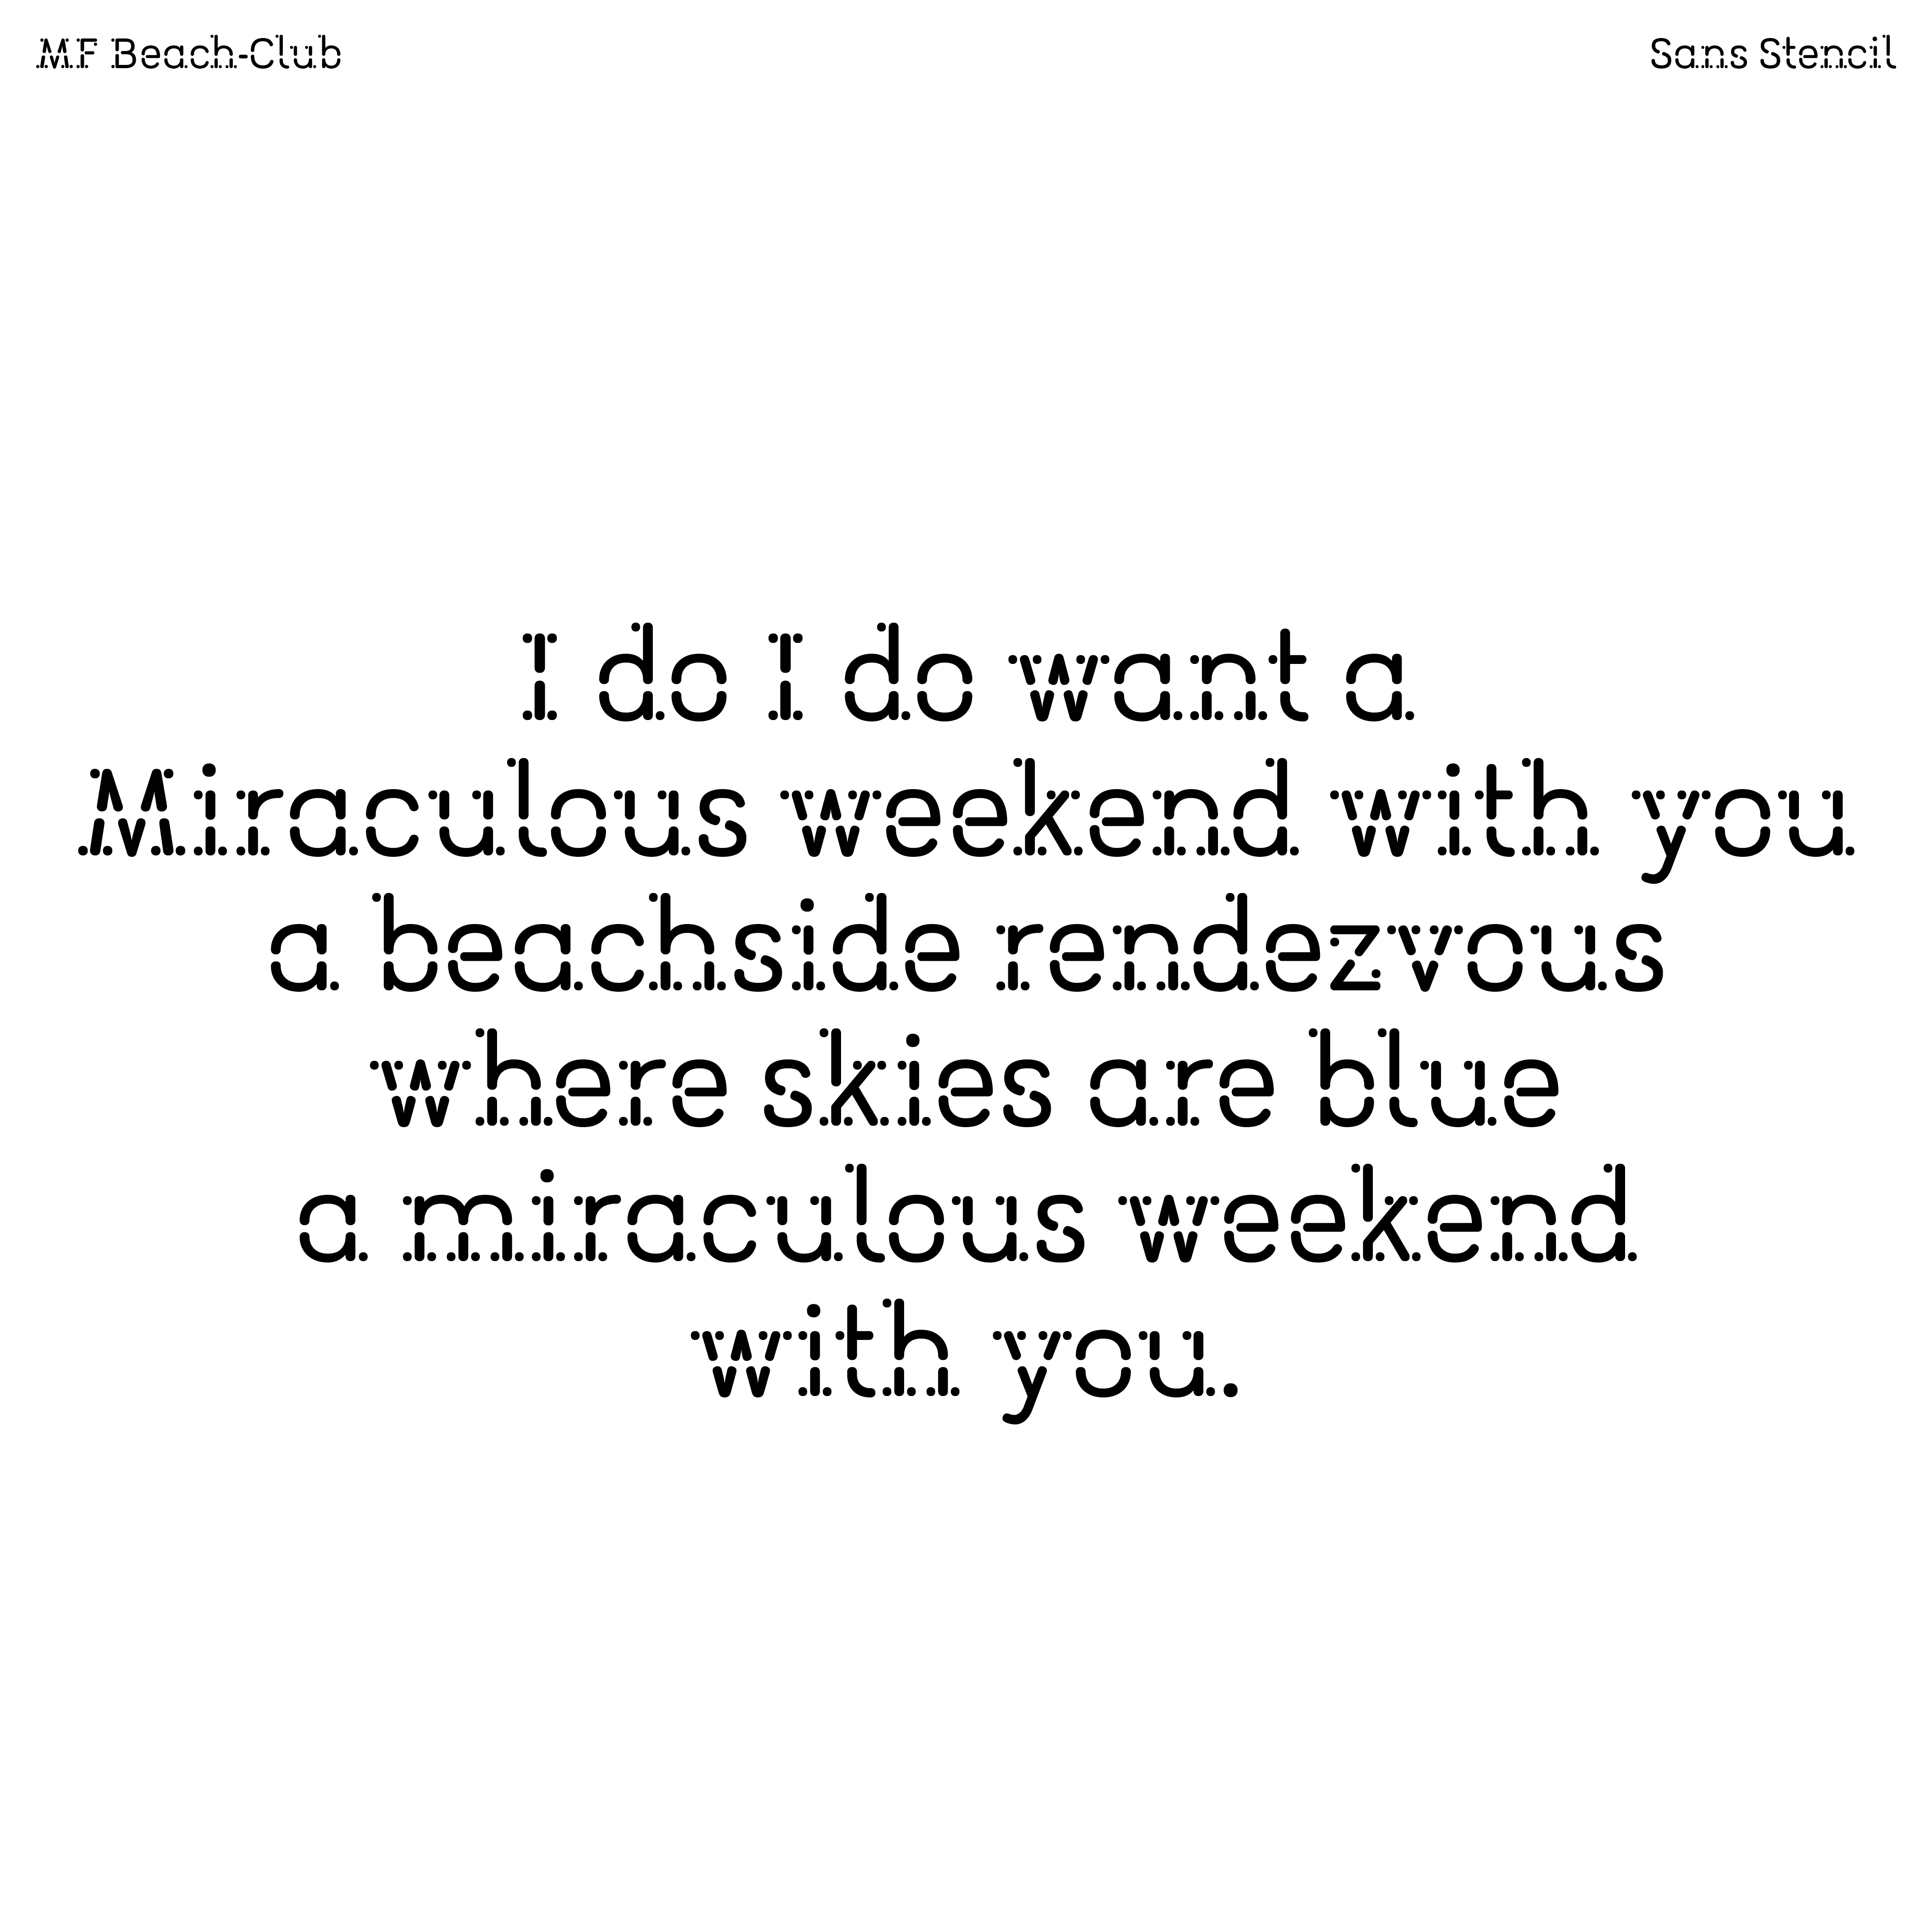 MF Beach-Club
Sans Stencil
I do I do want a
Miraculous weekend with you
a beachside rendezvous
where skies are blue
a miraculous weekend
with you.